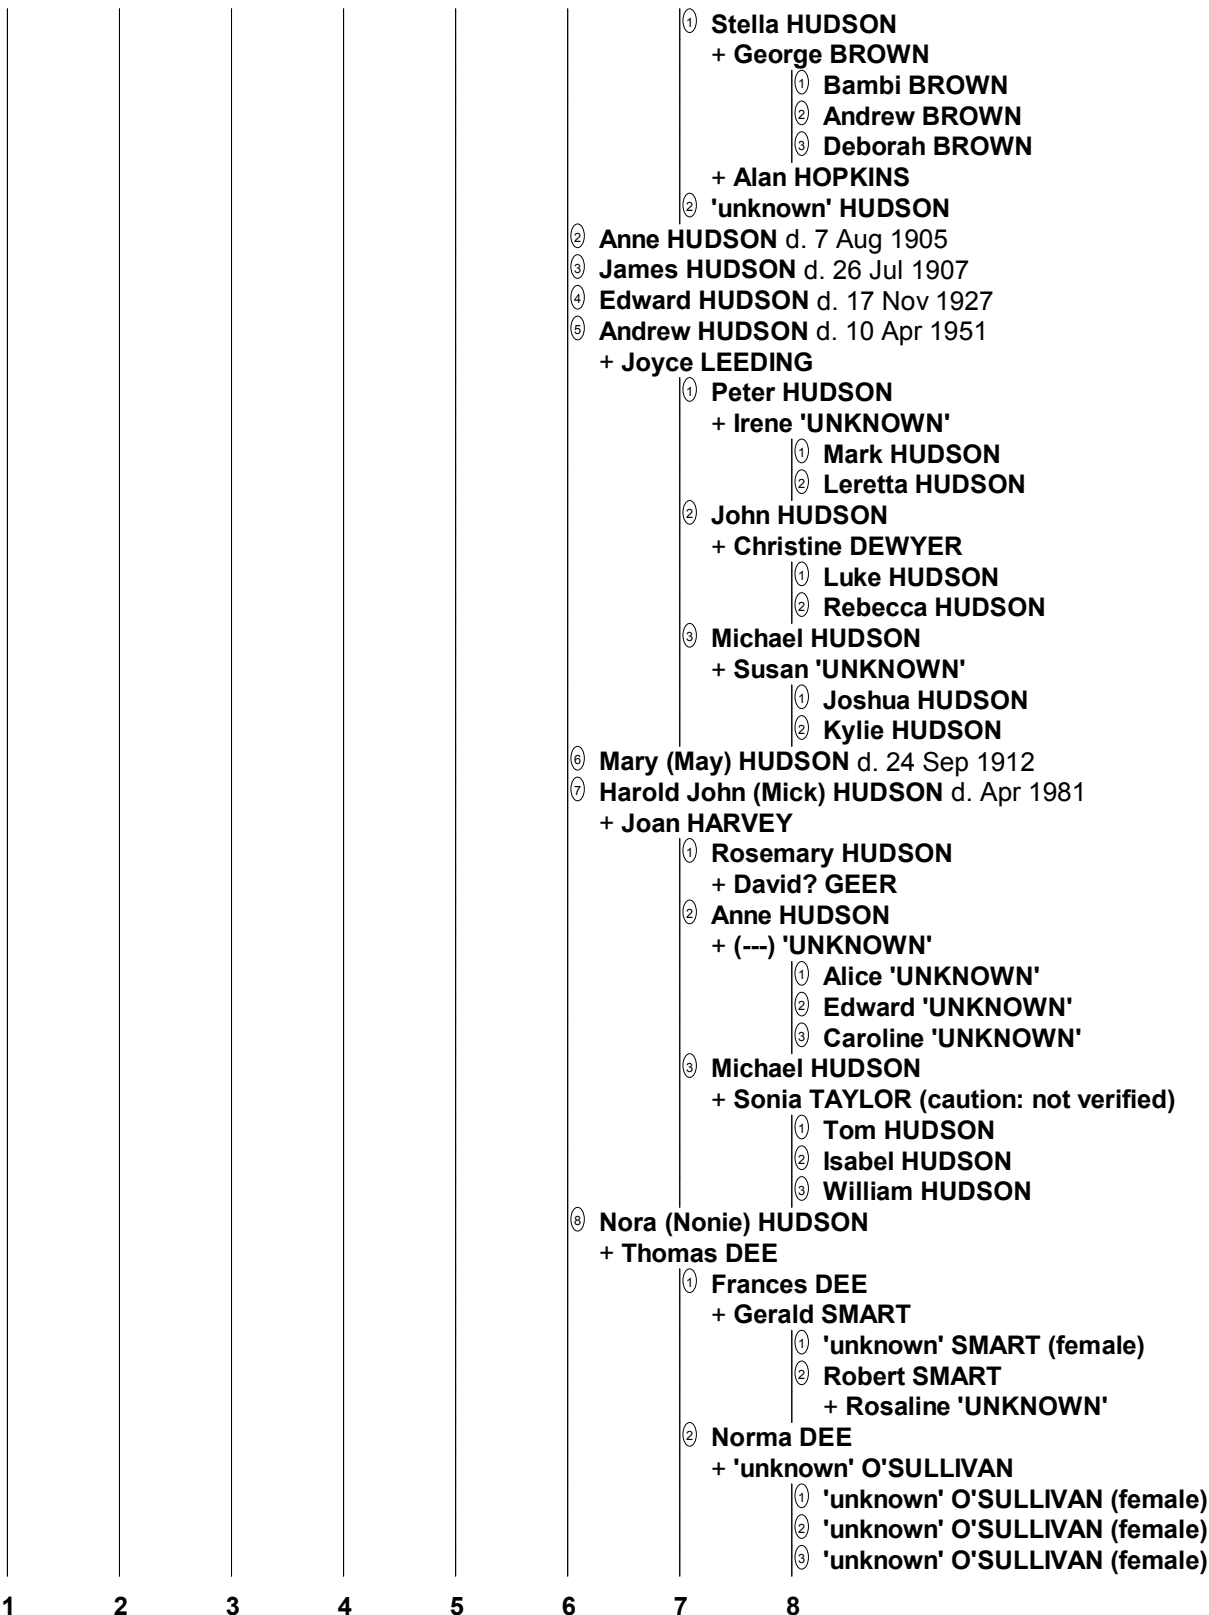 ① Stella HUDSON
+ George BROWN
① Bambi BROWN
② Andrew BROWN
③ Deborah BROWN
+ Alan HOPKINS
② 'unknown' HUDSON
② Anne HUDSON d. 7 Aug 1905
③ James HUDSON d. 26 Jul 1907
④ Edward HUDSON d. 17 Nov 1927
⑤ Andrew HUDSON d. 10 Apr 1951
+ Joyce LEEDING
① Peter HUDSON
+ Irene 'UNKNOWN'
① Mark HUDSON
② Leretta HUDSON
② John HUDSON
+ Christine DEWYER
① Luke HUDSON
② Rebecca HUDSON
③ Michael HUDSON
+ Susan 'UNKNOWN'
① Joshua HUDSON
② Kylie HUDSON
⑥ Mary (May) HUDSON d. 24 Sep 1912
⑦ Harold John (Mick) HUDSON d. Apr 1981
+ Joan HARVEY
① Rosemary HUDSON
+ David? GEER
② Anne HUDSON
+ (---) 'UNKNOWN'
① Alice 'UNKNOWN'
② Edward 'UNKNOWN'
③ Caroline 'UNKNOWN'
③ Michael HUDSON
+ Sonia TAYLOR (caution: not verified)
① Tom HUDSON
② Isabel HUDSON
③ William HUDSON
⑧ Nora (Nonie) HUDSON
+ Thomas DEE
① Frances DEE
+ Gerald SMART
① 'unknown' SMART (female)
② Robert SMART
+ Rosaline 'UNKNOWN'
② Norma DEE
+ 'unknown' O'SULLIVAN
① 'unknown' O'SULLIVAN (female)
② 'unknown' O'SULLIVAN (female)
③ 'unknown' O'SULLIVAN (female)
1 2 3 4 5 6 7 8